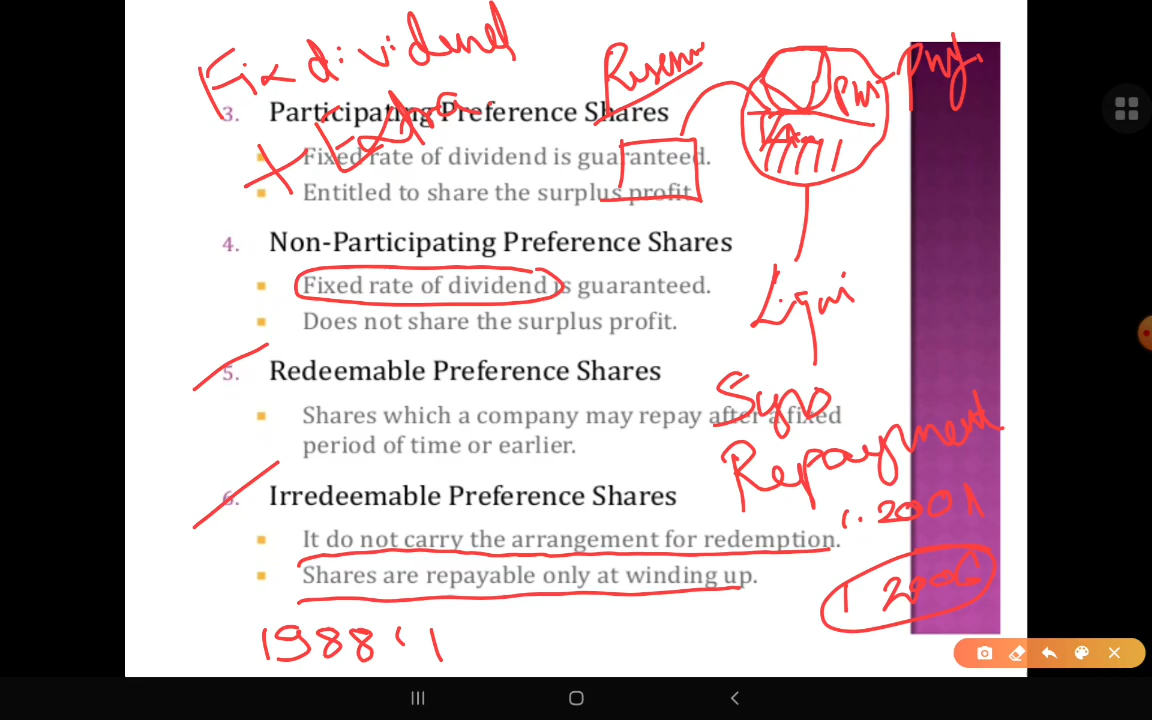 Fix dividend
+ Extra
Reserve
3. Participating Preference Shares
Fixed rate of dividend is guaranteed.
Entitled to share the surplus profit.
4. Non-Participating Preference Shares
Fixed rate of dividend is guaranteed.
Does not share the surplus profit.
5. Redeemable Preference Shares
Shares which a company may repay after a fixed
period of time or earlier.
Repayment
6. Irredeemable Preference Shares
It do not carry the arrangement for redemption.
Shares are repayable only at winding up.
1988